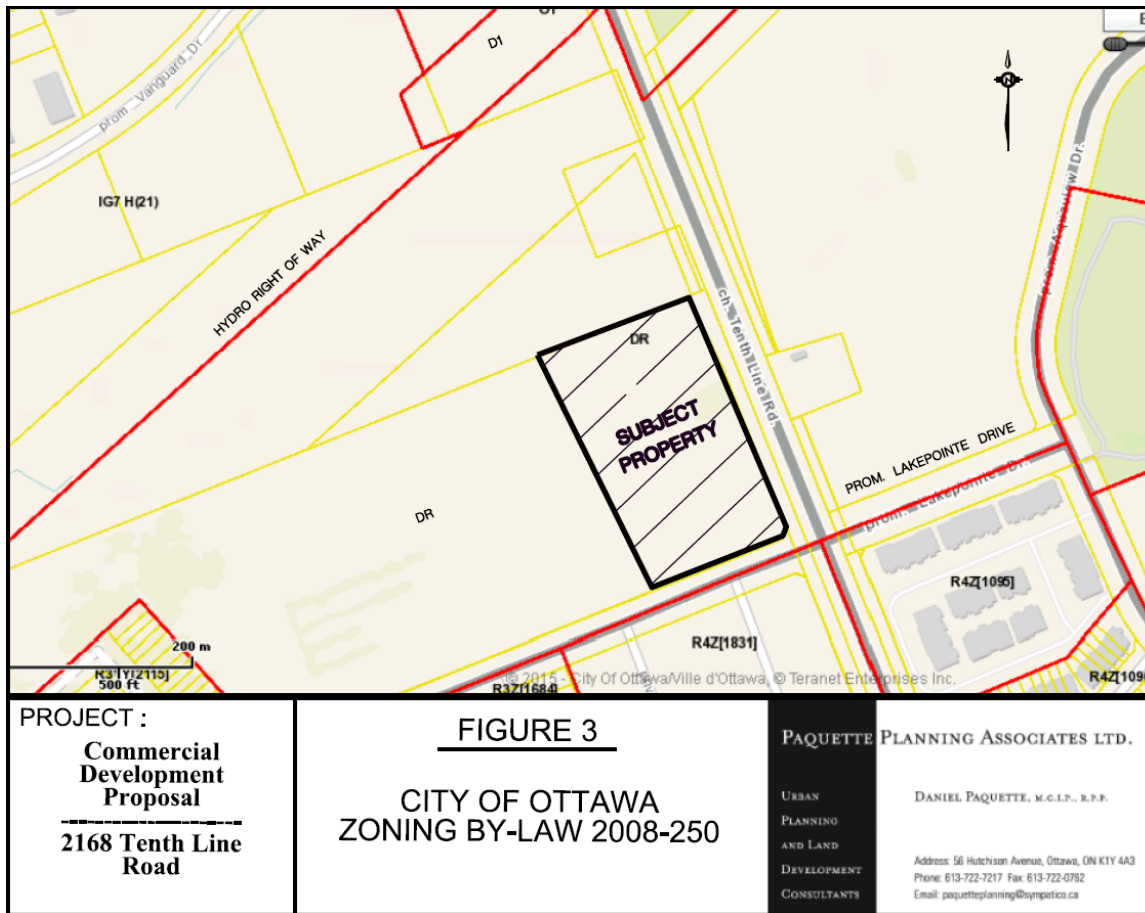 D1
prom. Vanguard Dr.
IG7 H(21)
HYDRO RIGHT OF WAY
N
prom. Aquaview Dr.
ch. Tenth Line Rd.
DR
SUBJECT
PROPERTY
PROM. LAKEPOINTE DRIVE
prom. Lakepointe Dr.
DR
R4Z[1095]
R4Z[1831]
200 m
500 ft
R3Z[1684]
© 2015 - City Of Ottawa/Ville d'Ottawa, © Teranet Enterprises Inc.
PROJECT :
Commercial
Development
Proposal
2168 Tenth Line
Road
FIGURE 3
CITY OF OTTAWA
ZONING BY-LAW 2008-250
PAQUETTE PLANNING ASSOCIATES LTD.
URBAN
PLANNING
AND LAND
DEVELOPMENT
CONSULTANTS
DANIEL PAQUETTE, M.C.I.P., R.P.P.
Address: 56 Hutchison Avenue, Ottawa, ON K1Y 4A3
Phone: 613-722-7217 Fax: 613-722-0762
Email: paquetteplanning@sympatico.ca